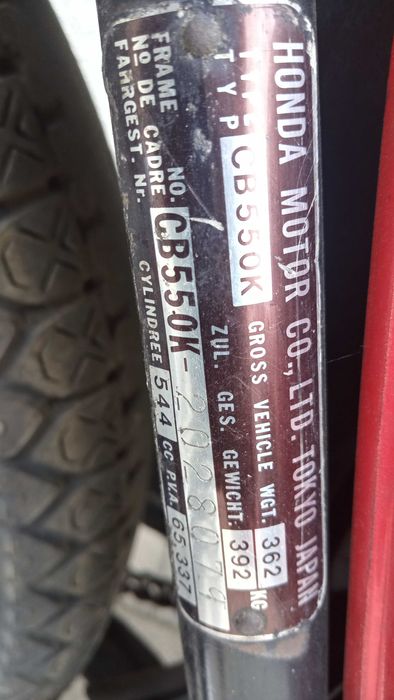 HONDA MOTOR CO., LTD. TOKYO JAPAN
TYPE
TYP
CB550K
GROSS VEHICLE WGT. 362 KG
ZUL. GES. GEWICHT. 392
FRAME NO.
Nº DE CADRE
FAHRGEST. Nr.
CB550K-2028079
CYLINDREE 544 CC P.V.A. 65,337